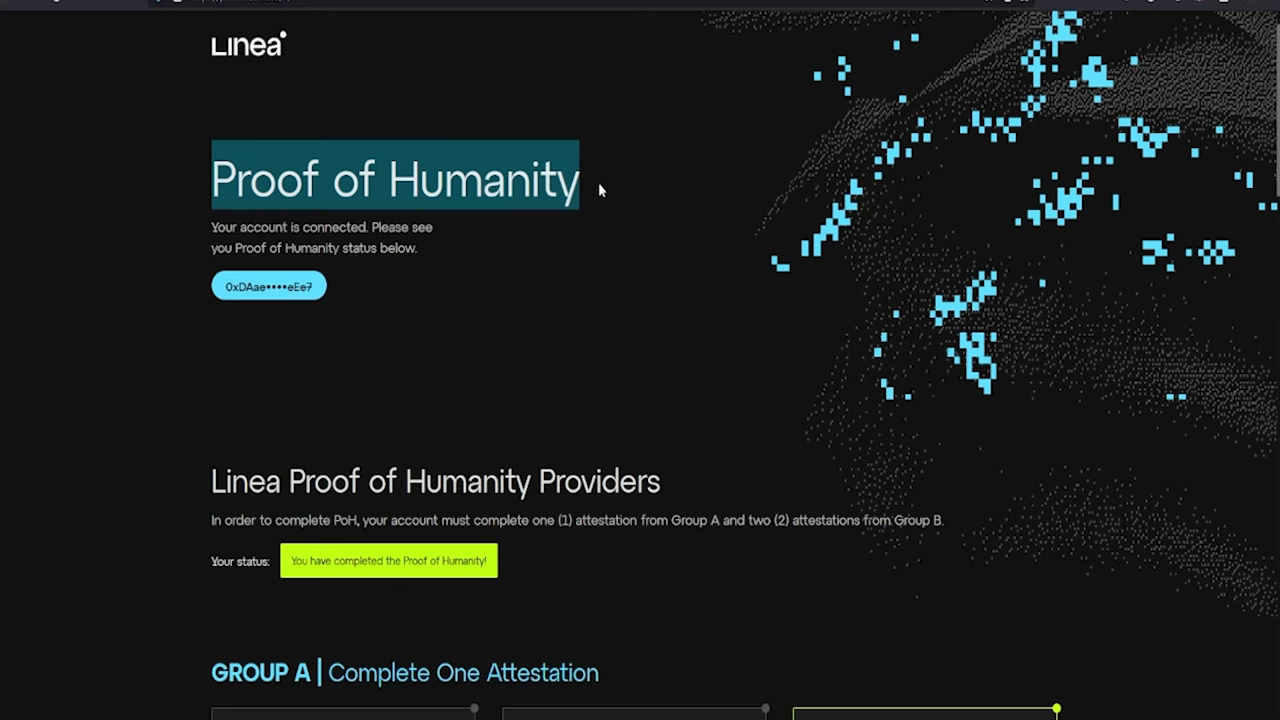 Linea
Proof of Humanity
Your account is connected. Please see
you Proof of Humanity status below.
0xDAae••••eEe7
Linea Proof of Humanity Providers
In order to complete PoH, your account must complete one (1) attestation from Group A and two (2) attestations from Group B.
Your status:
You have completed the Proof of Humanity!
GROUP A | Complete One Attestation